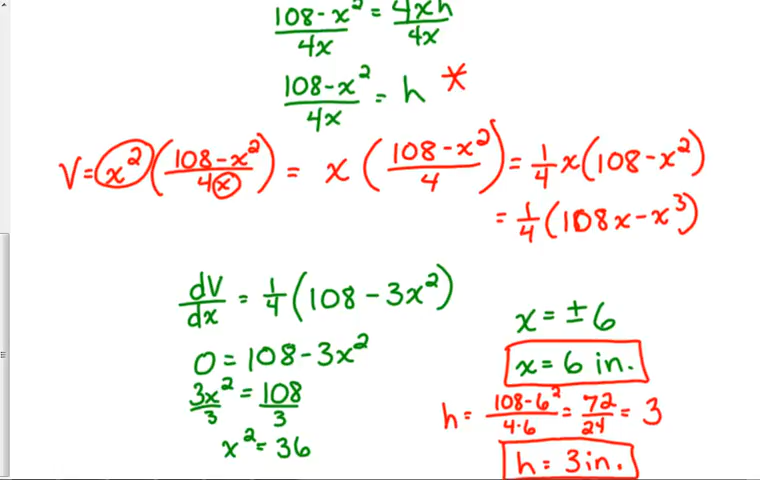 108-x² = 4xh
4x 4x
108-x² = h *
4x
V = x² (108-x² / 4x) = x (108-x² / 4) = 1/4 x(108-x²)
= 1/4 (108x-x³)
dV/dx = 1/4 (108-3x²)
0 = 108-3x²
3x²/3 = 108/3
x² = 36
x = ±6
x = 6 in.
h = 108-6² / 4·6 = 72/24 = 3
h = 3 in.